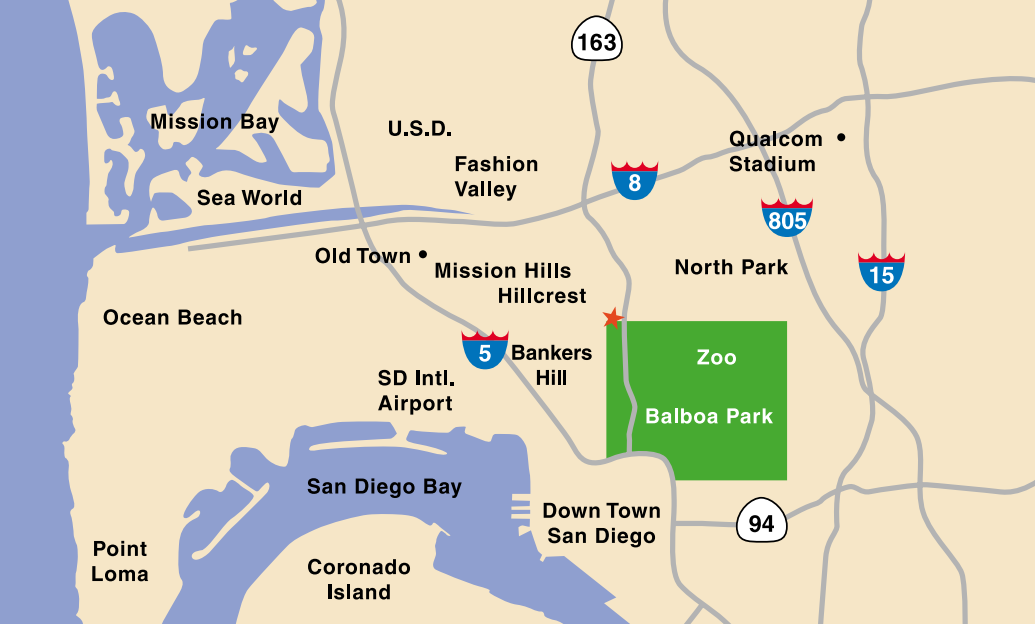 163
Mission Bay
U.S.D.
Qualcom
Stadium
Fashion
Valley
8
Sea World
805
Old Town
Mission Hills
Hillcrest
North Park
15
Ocean Beach
5
Bankers
Hill
Zoo
SD Intl.
Airport
Balboa Park
San Diego Bay
Down Town
San Diego
94
Point
Loma
Coronado
Island